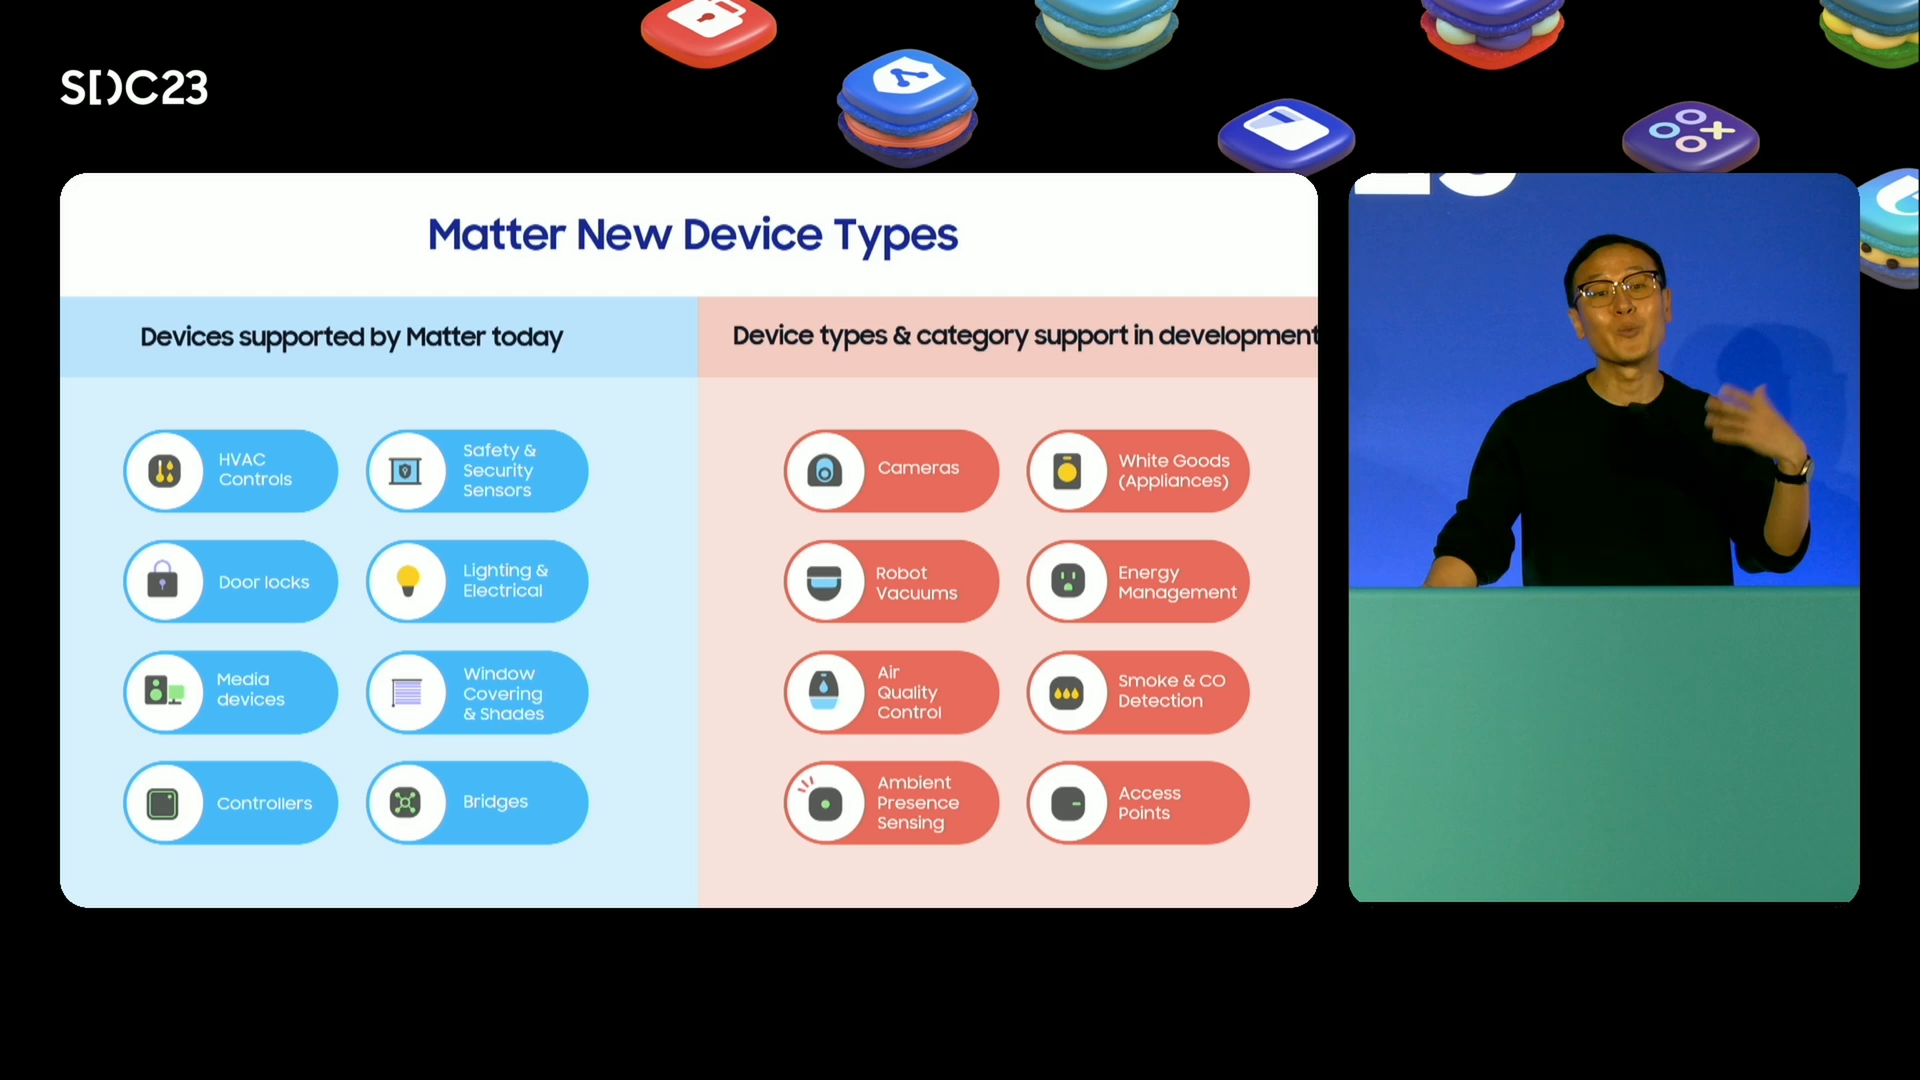 SDC23
Matter New Device Types
Devices supported by Matter today
HVAC
Controls
Safety &
Security
Sensors
Door locks
Lighting &
Electrical
Media
devices
Window
Covering
& Shades
Controllers
Bridges
Device types & category support in development
Cameras
White Goods
(Appliances)
Robot
Vacuums
Energy
Management
Air
Quality
Control
Smoke & CO
Detection
Ambient
Presence
Sensing
Access
Points